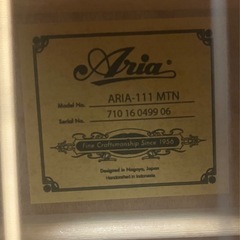 Aria®
Model No. ARIA-111 MTN
Serial No. 710 16 0499 06
Fine Craftsmanship Since 1956
Designed in Nagoya, Japan
Handcrafted in Indonesia